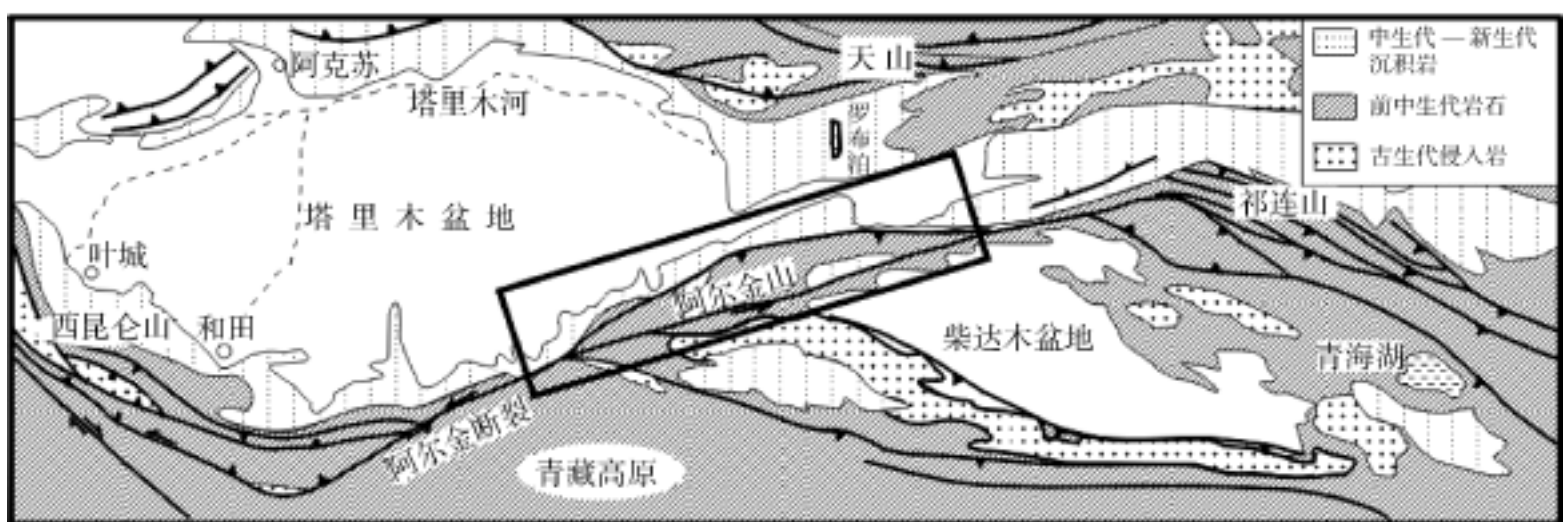 中生代—新生代
沉积岩
前中生代岩石
古生代侵入岩
天山
阿克苏
塔里木河
罗布泊
塔里木盆地
祁连山
叶城
阿尔金山
西昆仑山
和田
柴达木盆地
青海湖
阿尔金断裂
青藏高原